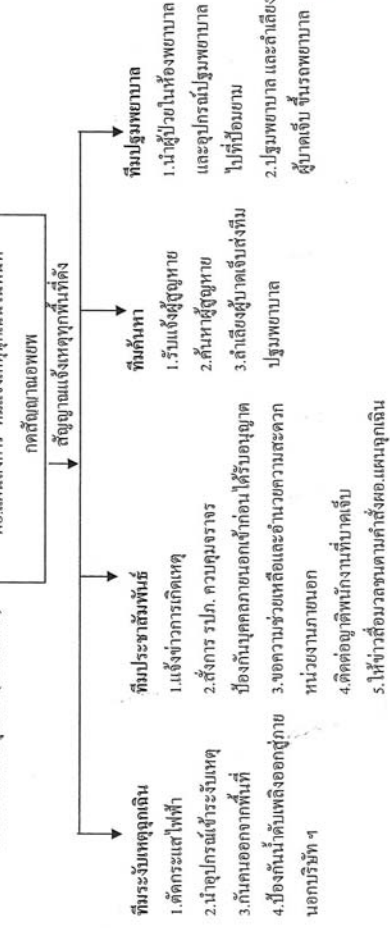 กดสัญญาณอพยพ
สัญญาณแจ้งเหตุทุกพื้นที่ดัง
ทีมระงับเหตุฉุกเฉิน
1.ตัดกระแสไฟฟ้า
2.นำอุปกรณ์เข้าระงับเหตุ
3.กันคนออกจากพื้นที่
4.ป้องกันน้ำดับเพลิงออกสู่ภาย
นอกบริษัท ฯ
ทีมประชาสัมพันธ์
1.แจ้งข่าวการเกิดเหตุ
2.สั่งการ รปภ. ควบคุมจราจร
ป้องกันบุคคลภายนอกเข้าก่อนได้รับอนุญาต
3.ขอความช่วยเหลือและอำนวยความสะดวก
หน่วยงานภายนอก
4.ติดต่อญาติพนักงานที่บาดเจ็บ
5.ให้ข่าวสื่อมวลชนตามคำสั่งผอ.แผนฉุกเฉิน
ทีมค้นหา
1.รับแจ้งผู้สูญหาย
2.ค้นหาผู้สูญหาย
3.ลำเลียงผู้บาดเจ็บส่งทีม
ปฐมพยาบาล
ทีมปฐมพยาบาล
1.นำผู้ป่วยในห้องพยาบาล
และอุปกรณ์ปฐมพยาบาล
ไปที่ป้อมยาม
2.ปฐมพยาบาล และลำเลียง
ผู้บาดเจ็บ ขึ้นรถพยาบาล